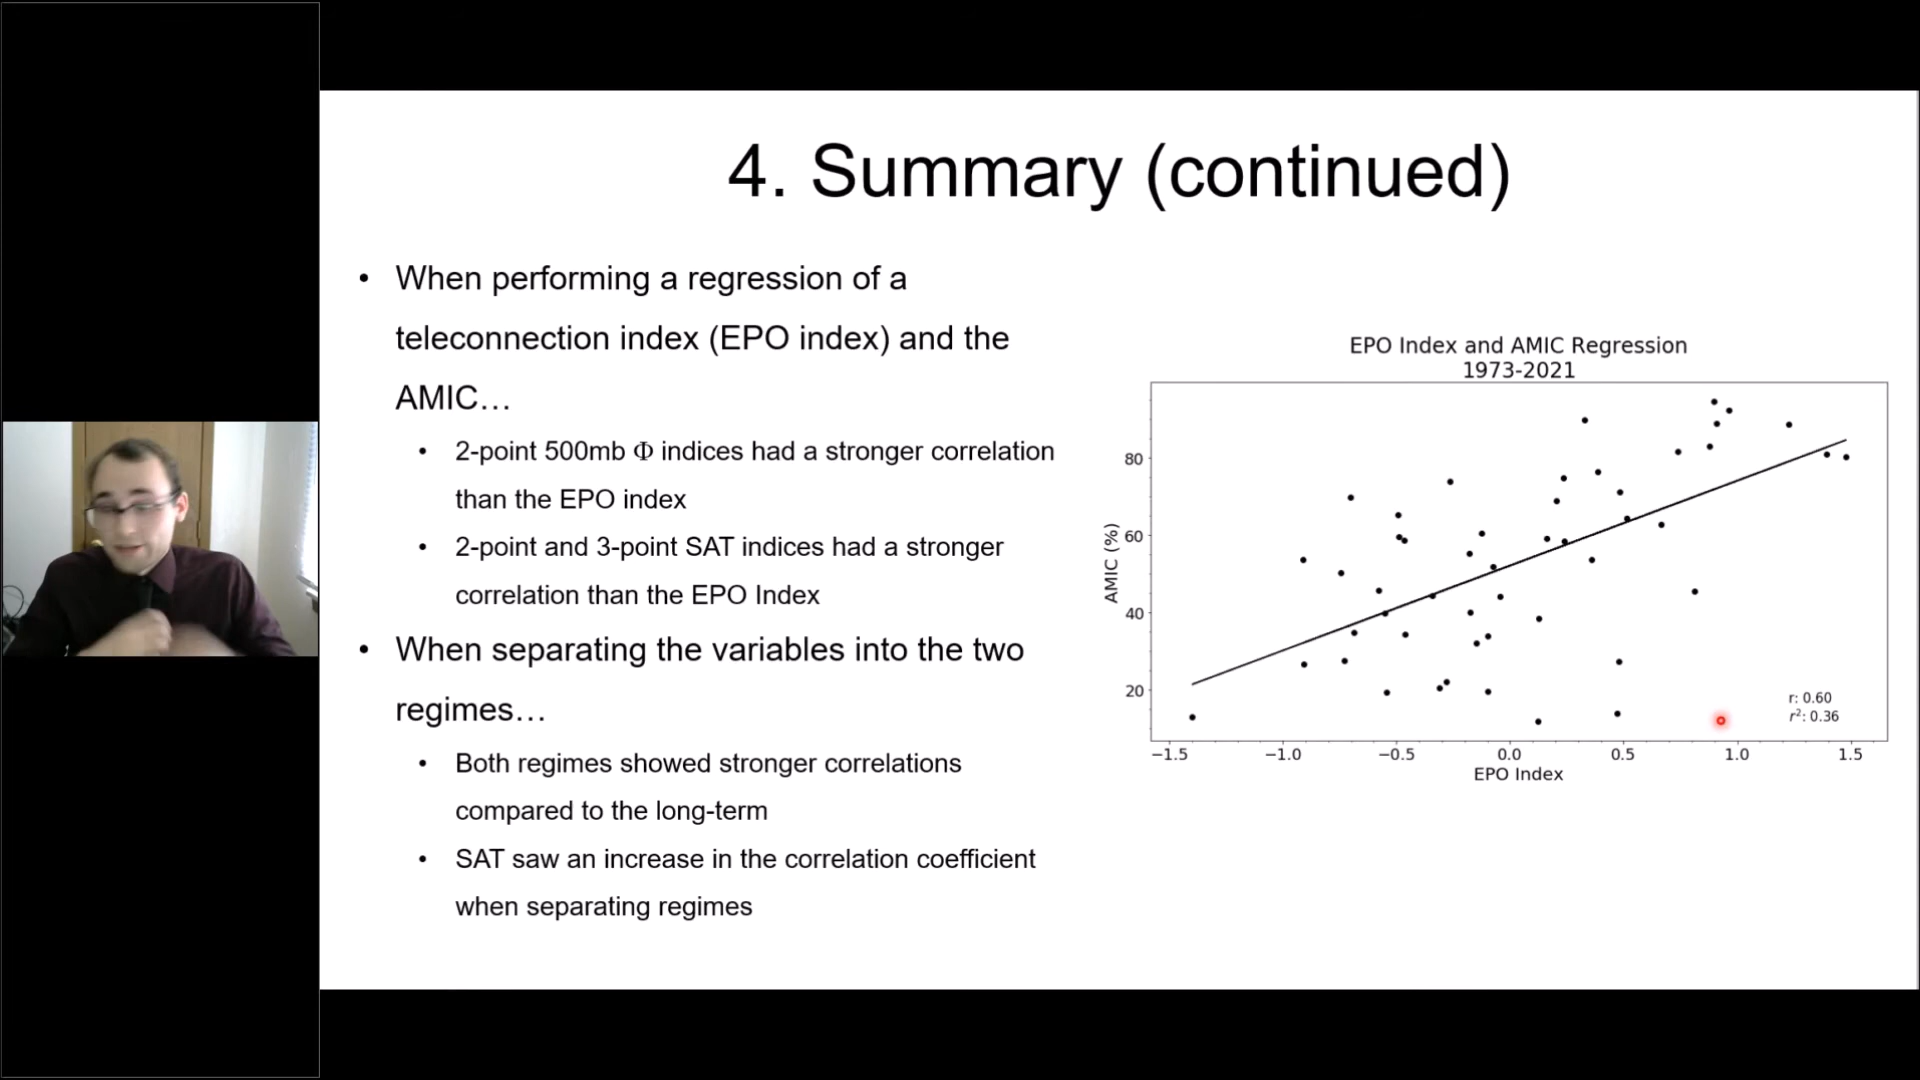 4. Summary (continued)
• When performing a regression of a
teleconnection index (EPO index) and the
AMIC…
• 2-point 500mb Φ indices had a stronger correlation
than the EPO index
• 2-point and 3-point SAT indices had a stronger
correlation than the EPO Index
• When separating the variables into the two
regimes…
• Both regimes showed stronger correlations
compared to the long-term
• SAT saw an increase in the correlation coefficient
when separating regimes
EPO Index and AMIC Regression
1973-2021
AMIC (%)
80
60
40
20
r: 0.60
r²: 0.36
−1.5 −1.0 −0.5 0.0 0.5 1.0 1.5
EPO Index